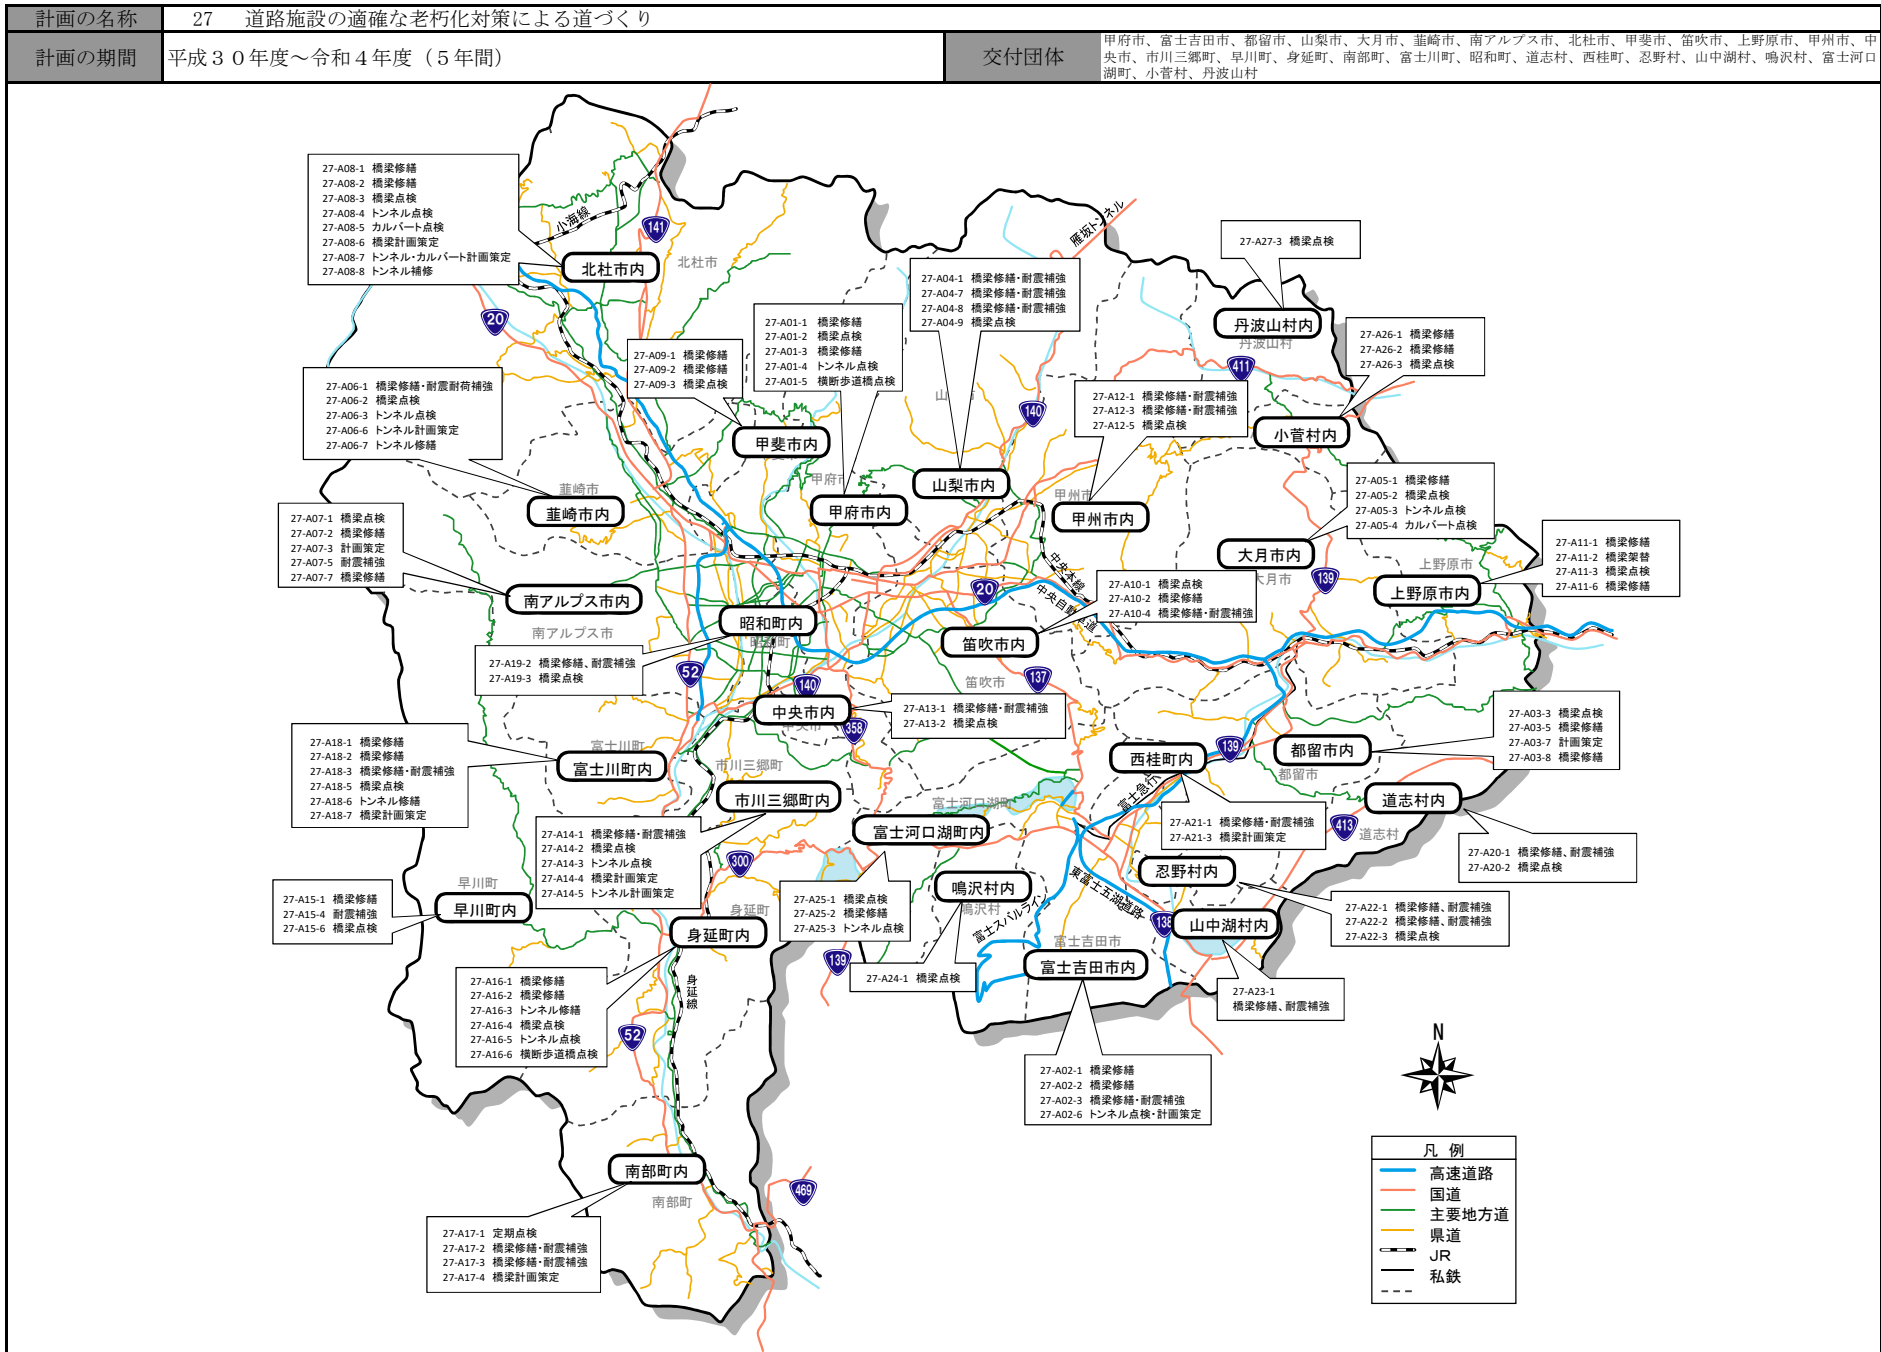 計画の名称
27 道路施設の適確な老朽化対策による道づくり
計画の期間
平成３０年度～令和４年度（５年間）
交付団体
甲府市、富士吉田市、都留市、山梨市、大月市、韮崎市、南アルプス市、北杜市、甲斐市、笛吹市、上野原市、甲州市、中
央市、市川三郷町、早川町、身延町、南部町、富士川町、昭和町、道志村、西桂町、忍野村、山中湖村、鳴沢村、富士河口
湖町、小菅村、丹波山村
27-A08-1 橋梁修繕
27-A08-2 橋梁修繕
27-A08-3 橋梁点検
27-A08-4 トンネル点検
27-A08-5 カルバート点検
27-A08-6 橋梁計画策定
27-A08-7 トンネル・カルバート計画策定
27-A08-8 トンネル補修
小海線
141
北杜市内
北杜市
20
雁坂トンネル
27-A27-3 橋梁点検
丹波山村内
丹波山村
27-A04-1 橋梁修繕・耐震補強
27-A04-7 橋梁修繕・耐震補強
27-A04-8 橋梁修繕・耐震補強
27-A04-9 橋梁点検
27-A01-1 橋梁修繕
27-A01-2 橋梁点検
27-A01-3 橋梁修繕
27-A01-4 トンネル点検
27-A01-5 横断歩道橋点検
27-A09-1 橋梁修繕
27-A09-2 橋梁修繕
27-A09-3 橋梁点検
27-A26-1 橋梁修繕
27-A26-2 橋梁修繕
27-A26-3 橋梁点検
411
27-A06-1 橋梁修繕・耐震耐荷補強
27-A06-2 橋梁点検
27-A06-3 トンネル点検
27-A06-6 トンネル計画策定
27-A06-7 トンネル修繕
140
27-A12-1 橋梁修繕・耐震補強
27-A12-3 橋梁修繕・耐震補強
27-A12-5 橋梁点検
小菅村内
甲斐市内
山梨市内
甲府市内
韮崎市
韮崎市内
甲州市内
27-A05-1 橋梁修繕
27-A05-2 橋梁点検
27-A05-3 トンネル点検
27-A05-4 カルバート点検
27-A07-1 橋梁点検
27-A07-2 橋梁修繕
27-A07-3 計画策定
27-A07-5 耐震補強
27-A07-7 橋梁修繕
大月市内
139
上野原市
上野原市内
27-A11-1 橋梁修繕
27-A11-2 橋梁架替
27-A11-3 橋梁点検
27-A11-6 橋梁修繕
中央本線
南アルプス市内
南アルプス市
昭和町内
20
27-A10-1 橋梁点検
27-A10-2 橋梁修繕
27-A10-4 橋梁修繕・耐震補強
笛吹市内
笛吹市
137
27-A19-2 橋梁修繕、耐震補強
27-A19-3 橋梁点検
52
140
中央市内
358
27-A13-1 橋梁修繕・耐震補強
27-A13-2 橋梁点検
27-A03-3 橋梁点検
27-A03-5 橋梁修繕
27-A03-7 計画策定
27-A03-8 橋梁修繕
27-A18-1 橋梁修繕
27-A18-2 橋梁修繕
27-A18-3 橋梁修繕・耐震補強
27-A18-5 橋梁点検
27-A18-6 トンネル修繕
27-A18-7 橋梁計画策定
富士川町
富士川町内
西桂町内
139
都留市内
都留市
市川三郷町
市川三郷町内
富士河口湖町
富士河口湖町内
道志村内
413
道志村
27-A14-1 橋梁修繕・耐震補強
27-A14-2 橋梁点検
27-A14-3 トンネル点検
27-A14-4 橋梁計画策定
27-A14-5 トンネル計画策定
27-A21-1 橋梁修繕・耐震補強
27-A21-3 橋梁計画策定
300
27-A20-1 橋梁修繕、耐震補強
27-A20-2 橋梁点検
忍野村内
早川町
早川町内
27-A15-1 橋梁修繕
27-A15-4 耐震補強
27-A15-6 橋梁点検
身延町
身延町内
27-A25-1 橋梁点検
27-A25-2 橋梁修繕
27-A25-3 トンネル点検
鳴沢村内
鳴沢村
東富士五湖道路
富士スバルライン
138
山中湖村内
27-A22-1 橋梁修繕、耐震補強
27-A22-2 橋梁修繕、耐震補強
27-A22-3 橋梁点検
富士吉田市
富士吉田市内
139
27-A24-1 橋梁点検
27-A23-1
橋梁修繕、耐震補強
27-A16-1 橋梁修繕
27-A16-2 橋梁修繕
27-A16-3 トンネル修繕
27-A16-4 橋梁点検
27-A16-5 トンネル点検
27-A16-6 横断歩道橋点検
身延線
52
27-A02-1 橋梁修繕
27-A02-2 橋梁修繕
27-A02-3 橋梁修繕・耐震補強
27-A02-6 トンネル点検・計画策定
N
南部町内
南部町
469
27-A17-1 定期点検
27-A17-2 橋梁修繕・耐震補強
27-A17-3 橋梁修繕・耐震補強
27-A17-4 橋梁計画策定
凡 例
高速道路
国道
主要地方道
県道
JR
私鉄